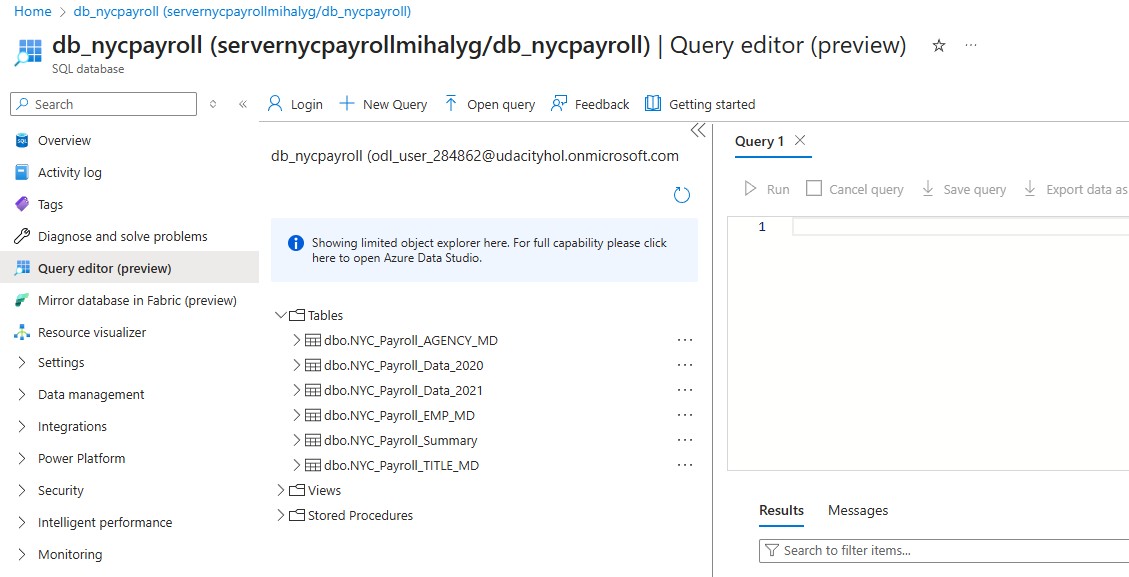 Home > db_nycpayroll (servernycpayrollmihalyg/db_nycpayroll)
db_nycpayroll (servernycpayrollmihalyg/db_nycpayroll) | Query editor (preview)
SQL database
Search
Login
New Query
Open query
Feedback
Getting started
Overview
Activity log
Tags
Diagnose and solve problems
Query editor (preview)
Mirror database in Fabric (preview)
Resource visualizer
Settings
Data management
Integrations
Power Platform
Security
Intelligent performance
Monitoring
db_nycpayroll (odl_user_284862@udacityhol.onmicrosoft.com
Showing limited object explorer here. For full capability please click
here to open Azure Data Studio.
Tables
dbo.NYC_Payroll_AGENCY_MD
dbo.NYC_Payroll_Data_2020
dbo.NYC_Payroll_Data_2021
dbo.NYC_Payroll_EMP_MD
dbo.NYC_Payroll_Summary
dbo.NYC_Payroll_TITLE_MD
Views
Stored Procedures
Query 1
Run
Cancel query
Save query
Export data as
1
Results
Messages
Search to filter items...